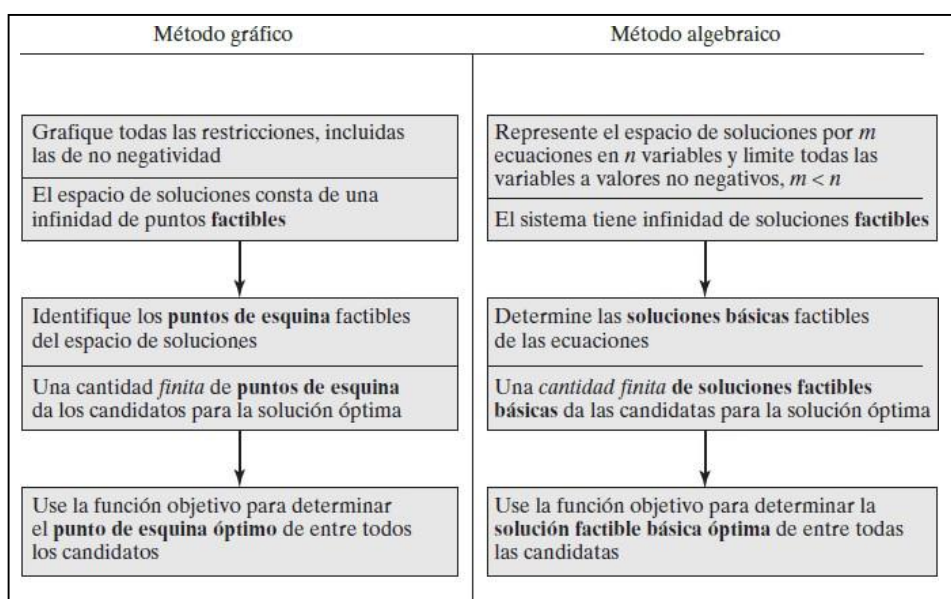 Método gráfico
Grafique todas las restricciones, incluidas
las de no negatividad
El espacio de soluciones consta de una
infinidad de puntos factibles
Identifique los puntos de esquina factibles
del espacio de soluciones
Una cantidad finita de puntos de esquina
da los candidatos para la solución óptima
Use la función objetivo para determinar
el punto de esquina óptimo de entre todos
los candidatos
Método algebraico
Represente el espacio de soluciones por m
ecuaciones en n variables y limite todas las
variables a valores no negativos, m < n
El sistema tiene infinidad de soluciones factibles
Determine las soluciones básicas factibles
de las ecuaciones
Una cantidad finita de soluciones factibles
básicas da las candidatas para la solución óptima
Use la función objetivo para determinar la
solución factible básica óptima de entre todas
las candidatas